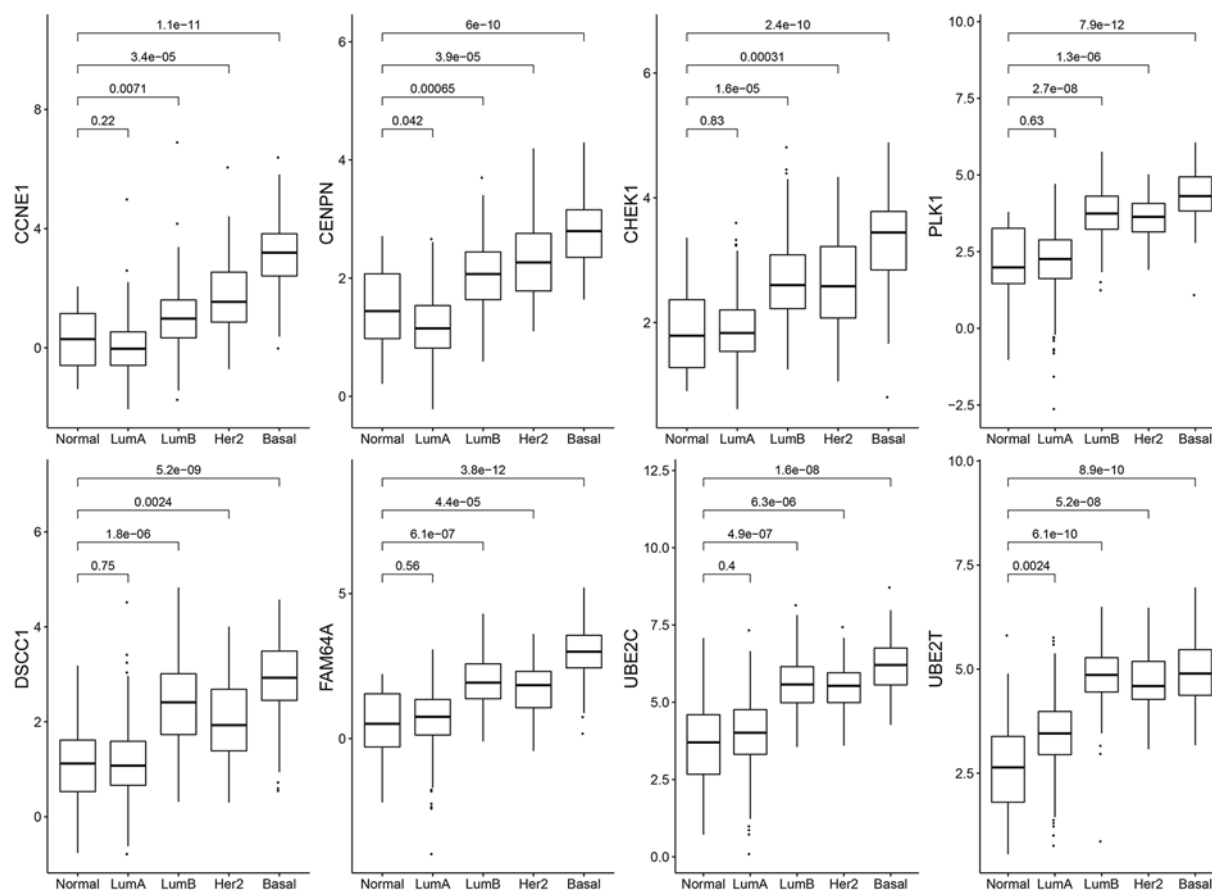 CCNE1
1.1e−11
3.4e−05
0.0071
0.22
8
4
0
Normal LumA LumB Her2 Basal
CENPN
6e−10
3.9e−05
0.00065
0.042
6
4
2
0
Normal LumA LumB Her2 Basal
CHEK1
2.4e−10
0.00031
1.6e−05
0.83
6
4
2
Normal LumA LumB Her2 Basal
PLK1
7.9e−12
1.3e−06
2.7e−08
0.63
10.0
7.5
5.0
2.5
0.0
−2.5
Normal LumA LumB Her2 Basal
DSCC1
5.2e−09
0.0024
1.8e−06
0.75
6
4
2
0
Normal LumA LumB Her2 Basal
FAM64A
3.8e−12
4.4e−05
6.1e−07
0.56
5
0
Normal LumA LumB Her2 Basal
UBE2C
1.6e−08
6.3e−06
4.9e−07
0.4
12.5
10.0
7.5
5.0
2.5
0.0
Normal LumA LumB Her2 Basal
UBE2T
8.9e−10
5.2e−08
6.1e−10
0.0024
10.0
7.5
5.0
2.5
Normal LumA LumB Her2 Basal